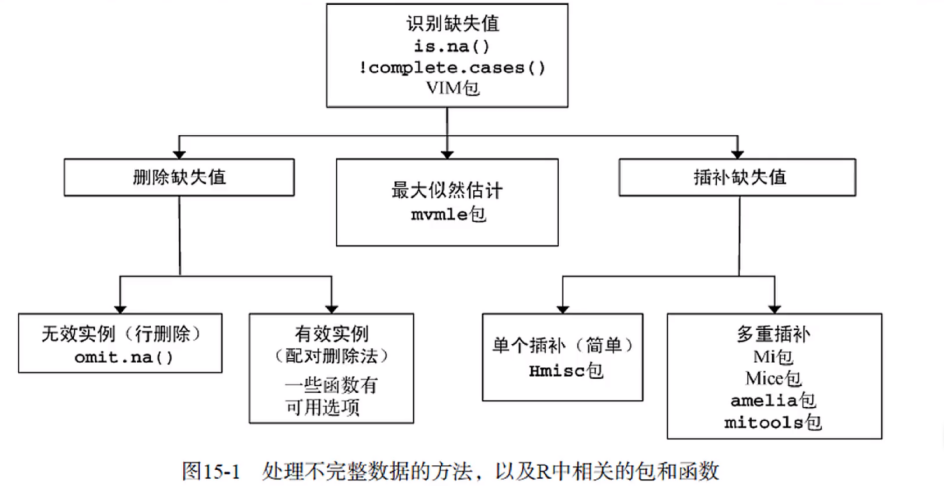 识别缺失值
is.na()
!complete.cases()
VIM包
删除缺失值
最大似然估计
mvmle包
插补缺失值
无效实例（行删除）
omit.na()
有效实例
（配对删除法）
一些函数有
可用选项
单个插补（简单）
Hmisc包
多重插补
Mi包
Mice包
amelia包
mitools包
图15-1 处理不完整数据的方法，以及R中相关的包和函数